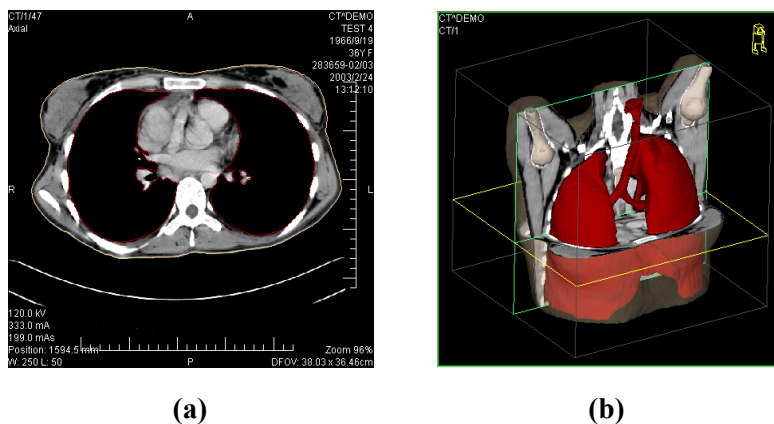 CT/1/47
A
CT^DEMO
Axial
TEST 4
1966/9/19
36Y F
283659-02/03
2003/2/24
13:12:10
R
L
120.0 kV
333.0 mA
199.0 mAs
Position: 1594.5 mm
Zoom 96%
W: 250 L: 50
P
DFOV: 38.03 x 36.46cm
(a)
CT^DEMO
CT/1
(b)